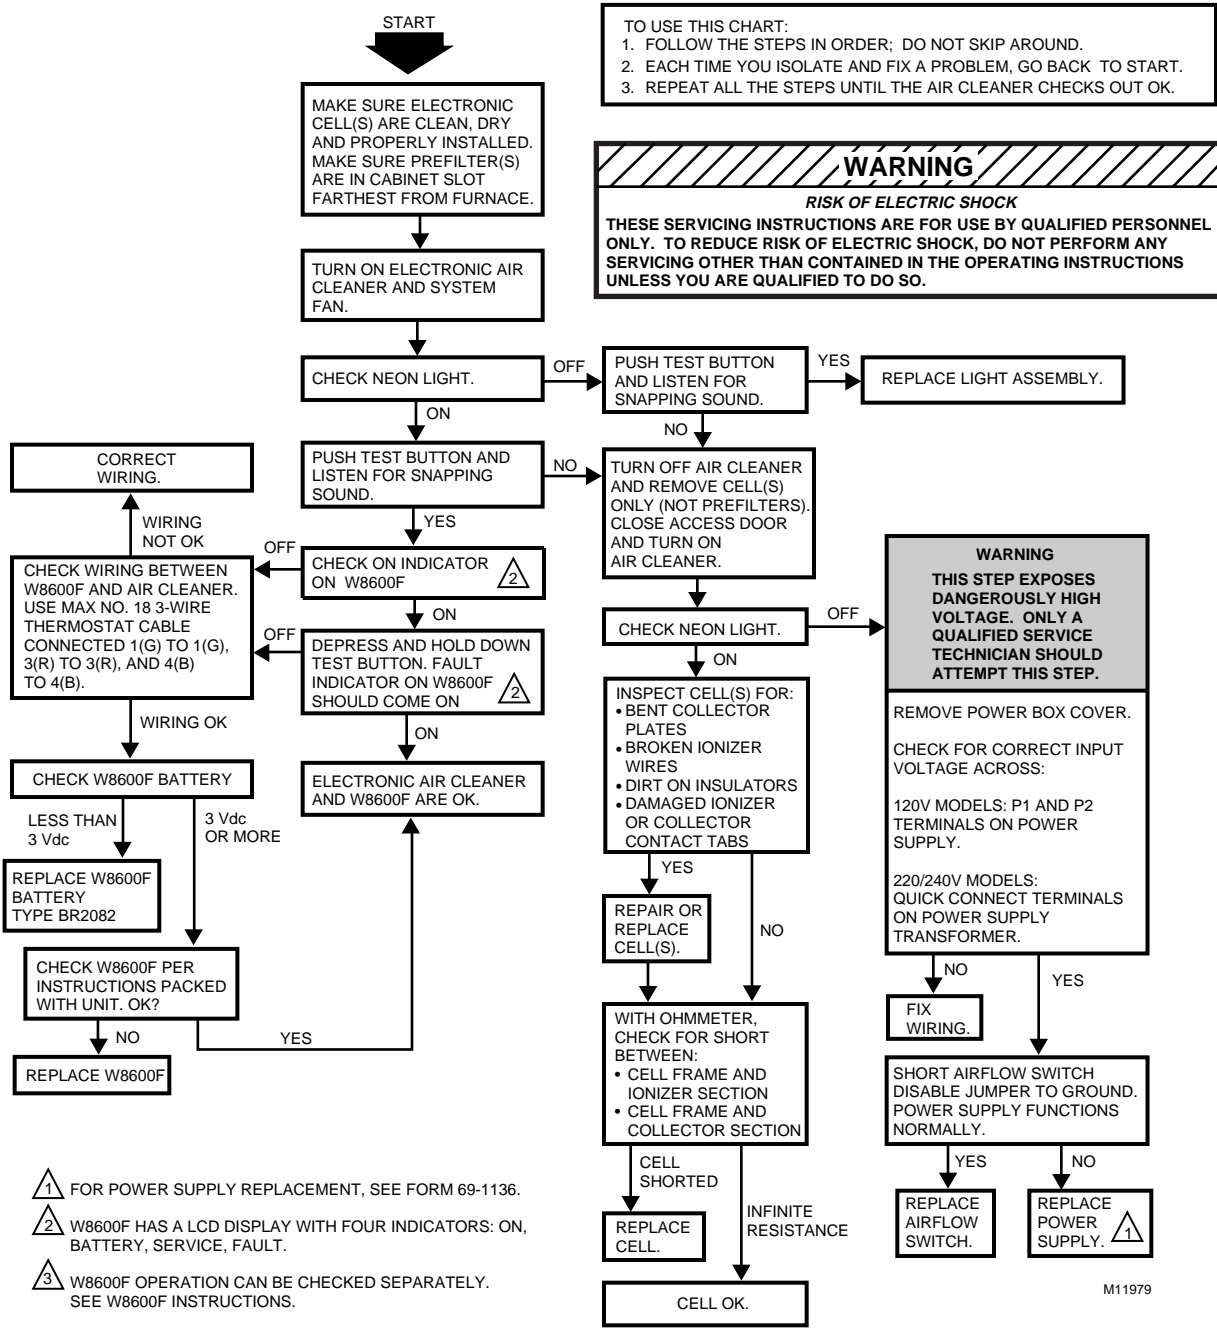 START
TO USE THIS CHART:
1. FOLLOW THE STEPS IN ORDER; DO NOT SKIP AROUND.
2. EACH TIME YOU ISOLATE AND FIX A PROBLEM, GO BACK TO START.
3. REPEAT ALL THE STEPS UNTIL THE AIR CLEANER CHECKS OUT OK.
WARNING
RISK OF ELECTRIC SHOCK
THESE SERVICING INSTRUCTIONS ARE FOR USE BY QUALIFIED PERSONNEL
ONLY. TO REDUCE RISK OF ELECTRIC SHOCK, DO NOT PERFORM ANY
SERVICING OTHER THAN CONTAINED IN THE OPERATING INSTRUCTIONS
UNLESS YOU ARE QUALIFIED TO DO SO.
MAKE SURE ELECTRONIC
CELL(S) ARE CLEAN, DRY
AND PROPERLY INSTALLED.
MAKE SURE PREFILTER(S)
ARE IN CABINET SLOT
FARTHEST FROM FURNACE.
TURN ON ELECTRONIC AIR
CLEANER AND SYSTEM
FAN.
CHECK NEON LIGHT.
OFF
PUSH TEST BUTTON
AND LISTEN FOR
SNAPPING SOUND.
YES
REPLACE LIGHT ASSEMBLY.
ON
NO
PUSH TEST BUTTON AND
LISTEN FOR SNAPPING
SOUND.
NO
TURN OFF AIR CLEANER
AND REMOVE CELL(S)
ONLY (NOT PREFILTERS).
CLOSE ACCESS DOOR
AND TURN ON
AIR CLEANER.
YES
CORRECT
WIRING.
WIRING
NOT OK
OFF
CHECK ON INDICATOR
ON W8600F
2
CHECK WIRING BETWEEN
W8600F AND AIR CLEANER.
USE MAX NO. 18 3-WIRE
THERMOSTAT CABLE
CONNECTED 1(G) TO 1(G),
3(R) TO 3(R), AND 4(B)
TO 4(B).
ON
OFF
DEPRESS AND HOLD DOWN
TEST BUTTON. FAULT
INDICATOR ON W8600F
SHOULD COME ON
2
ON
ELECTRONIC AIR CLEANER
AND W8600F ARE OK.
WIRING OK
CHECK W8600F BATTERY
LESS THAN
3 Vdc
3 Vdc
OR MORE
REPLACE W8600F
BATTERY
TYPE BR2082
CHECK W8600F PER
INSTRUCTIONS PACKED
WITH UNIT. OK?
NO
YES
REPLACE W8600F
CHECK NEON LIGHT.
OFF
ON
INSPECT CELL(S) FOR:
• BENT COLLECTOR
PLATES
• BROKEN IONIZER
WIRES
• DIRT ON INSULATORS
• DAMAGED IONIZER
OR COLLECTOR
CONTACT TABS
YES
NO
REPAIR OR
REPLACE
CELL(S).
WITH OHMMETER,
CHECK FOR SHORT
BETWEEN:
• CELL FRAME AND
IONIZER SECTION
• CELL FRAME AND
COLLECTOR SECTION
CELL
SHORTED
INFINITE
RESISTANCE
REPLACE
CELL.
CELL OK.
WARNING
THIS STEP EXPOSES
DANGEROUSLY HIGH
VOLTAGE. ONLY A
QUALIFIED SERVICE
TECHNICIAN SHOULD
ATTEMPT THIS STEP.
REMOVE POWER BOX COVER.
CHECK FOR CORRECT INPUT
VOLTAGE ACROSS:
120V MODELS: P1 AND P2
TERMINALS ON POWER
SUPPLY.
220/240V MODELS:
QUICK CONNECT TERMINALS
ON POWER SUPPLY
TRANSFORMER.
NO
YES
FIX
WIRING.
SHORT AIRFLOW SWITCH
DISABLE JUMPER TO GROUND.
POWER SUPPLY FUNCTIONS
NORMALLY.
YES
NO
REPLACE
AIRFLOW
SWITCH.
REPLACE
POWER
SUPPLY.
1
1 FOR POWER SUPPLY REPLACEMENT, SEE FORM 69-1136.
2 W8600F HAS A LCD DISPLAY WITH FOUR INDICATORS: ON,
BATTERY, SERVICE, FAULT.
3 W8600F OPERATION CAN BE CHECKED SEPARATELY.
SEE W8600F INSTRUCTIONS.
M11979